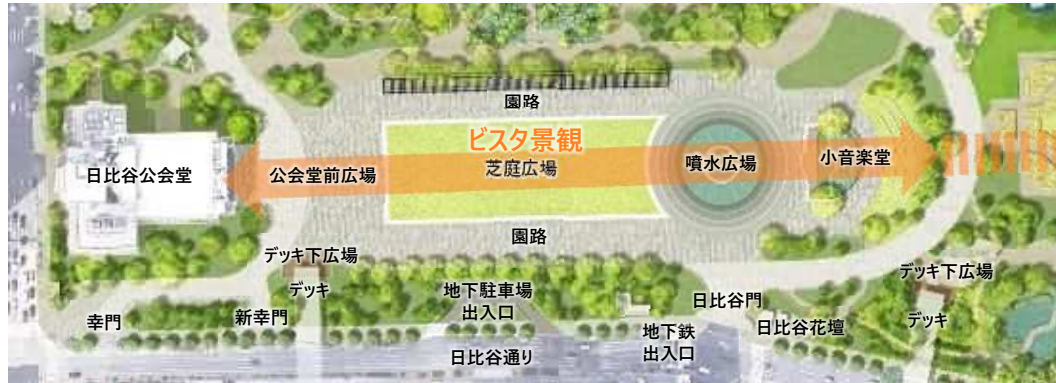 園路
ビスタ景観
日比谷公会堂
公会堂前広場
芝庭広場
噴水広場
小音楽堂
園路
デッキ下広場
デッキ下広場
デッキ
地下駐車場
出入口
日比谷門
幸門
新幸門
日比谷花壇
デッキ
地下鉄
出入口
日比谷通り